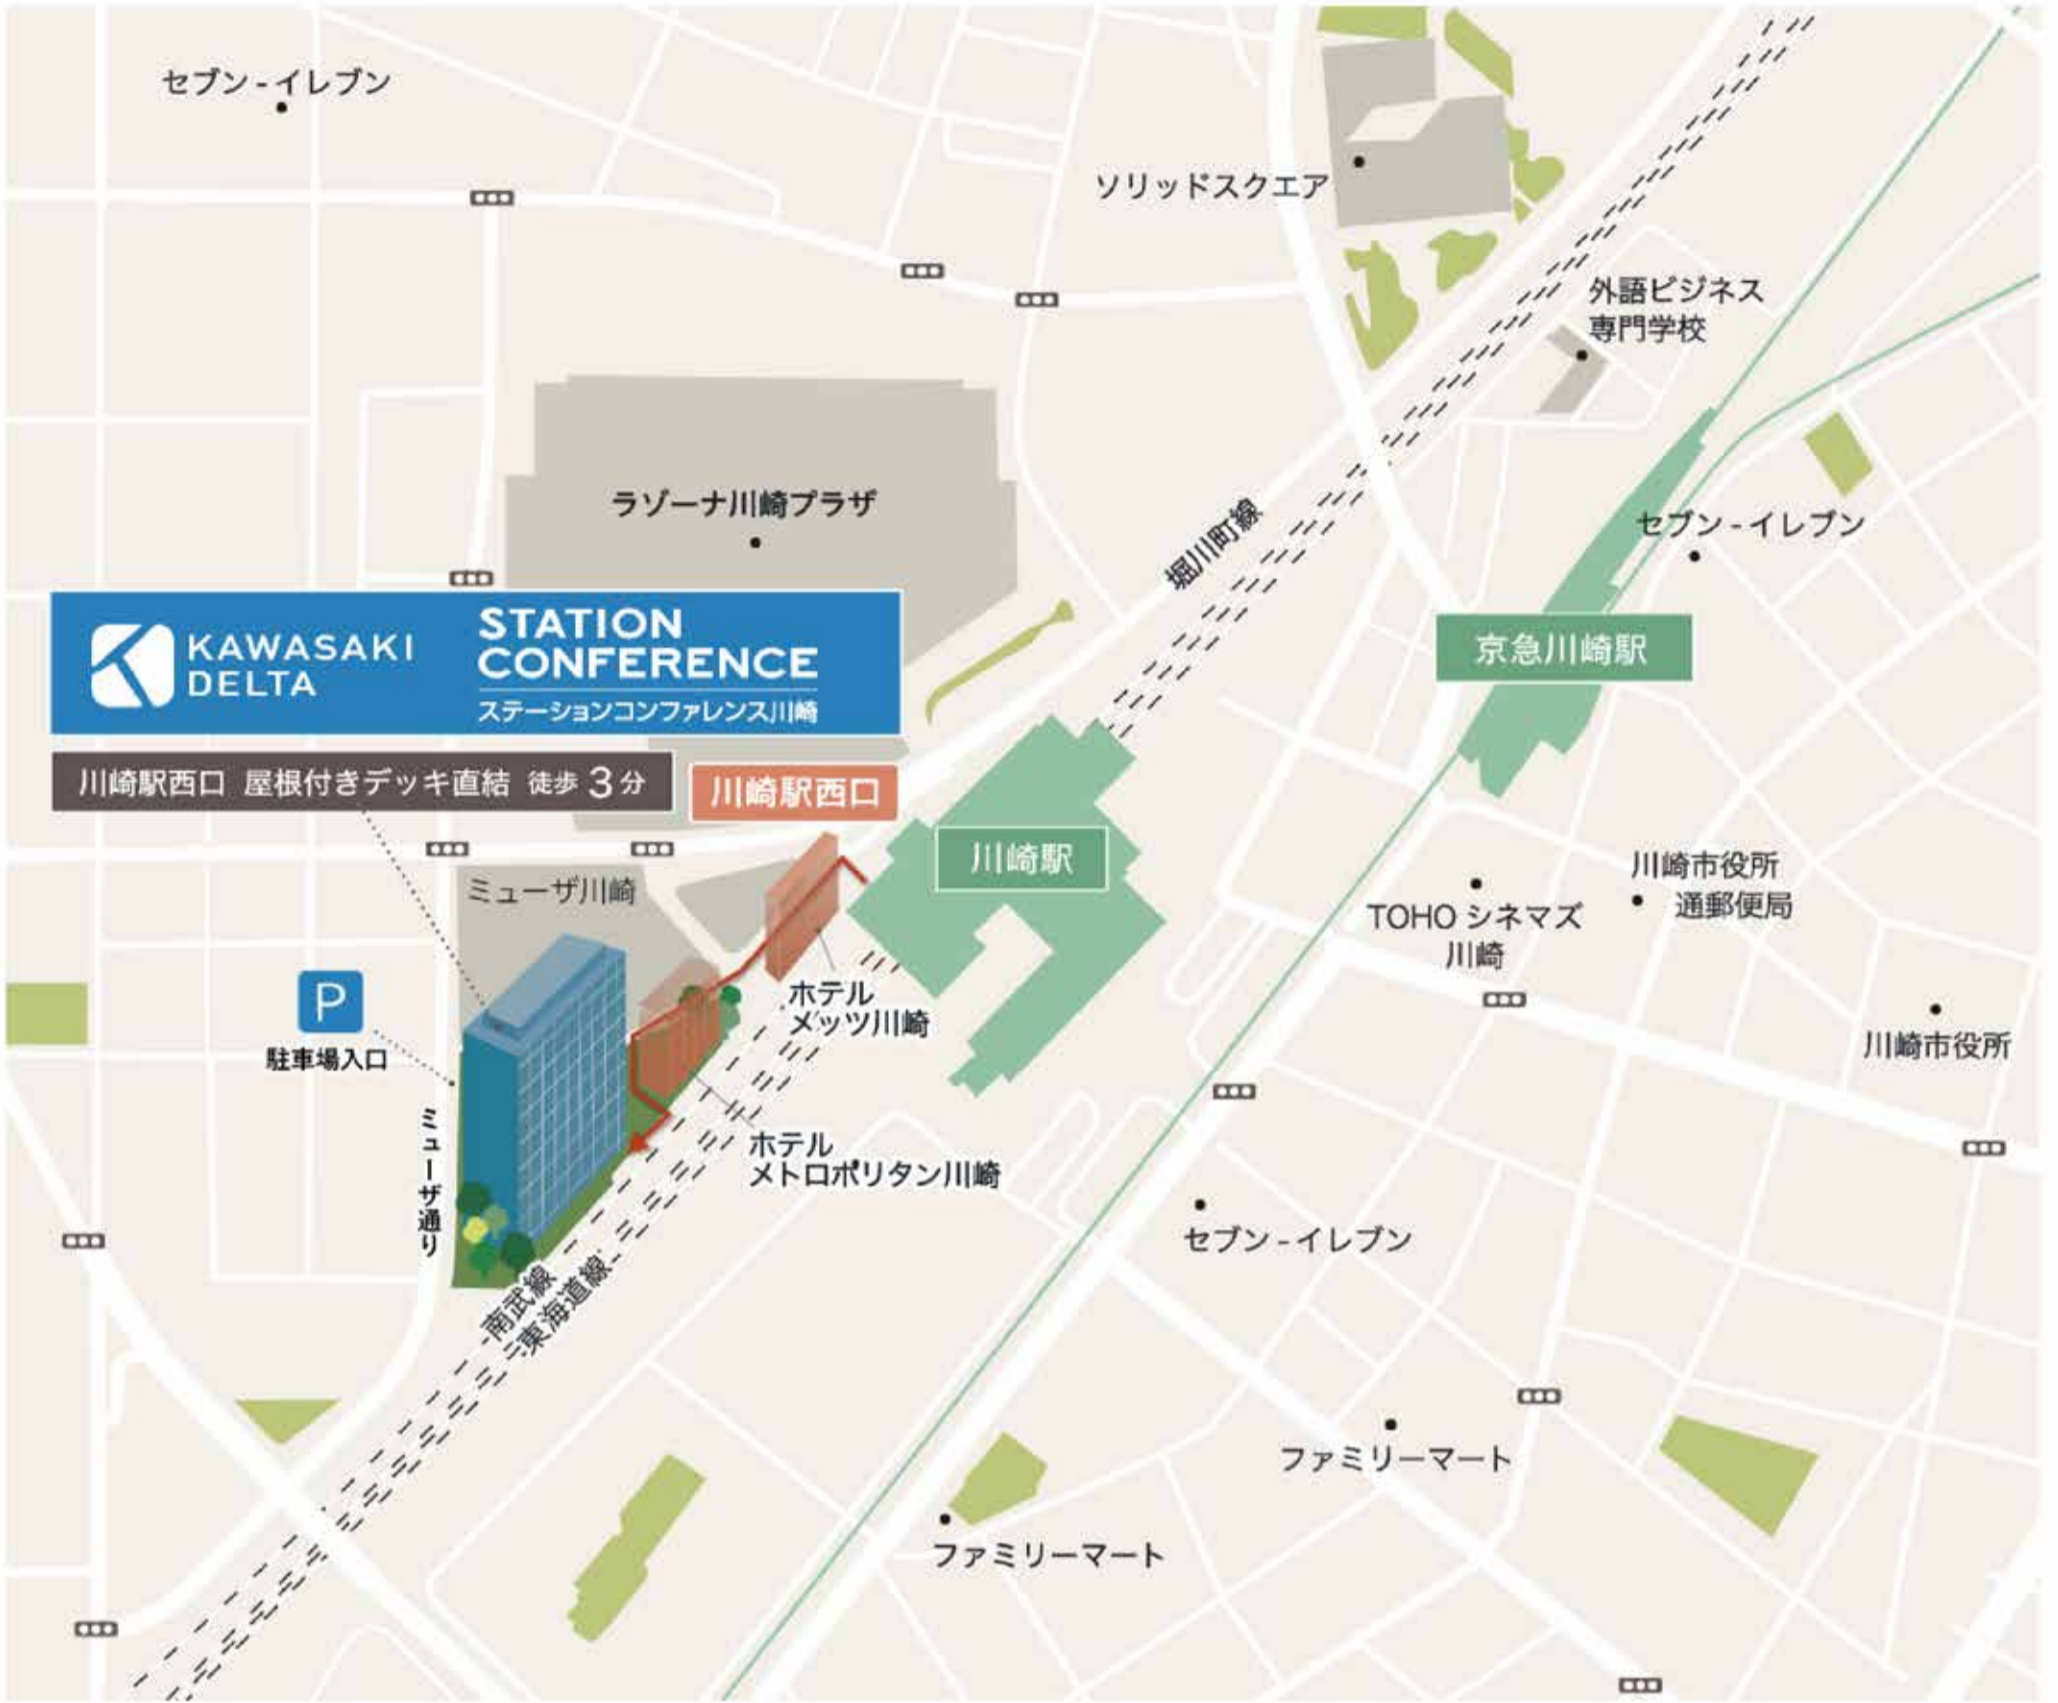 セブン-イレブン
ソリッドスクエア
外語ビジネス
専門学校
ラゾーナ川崎プラザ
堀川町線
セブン-イレブン
KAWASAKI
DELTA
STATION
CONFERENCE
ステーションコンファレンス川崎
京急川崎駅
川崎駅西口 屋根付きデッキ直結 徒歩3分
川崎駅西口
川崎駅
ミューザ川崎
TOHOシネマズ
川崎
川崎市役所
通郵便局
P
駐車場入口
ホテル
メッツ川崎
川崎市役所
ミューザ通り
ホテル
メトロポリタン川崎
セブン-イレブン
南武線
東海道線
ファミリーマート
ファミリーマート